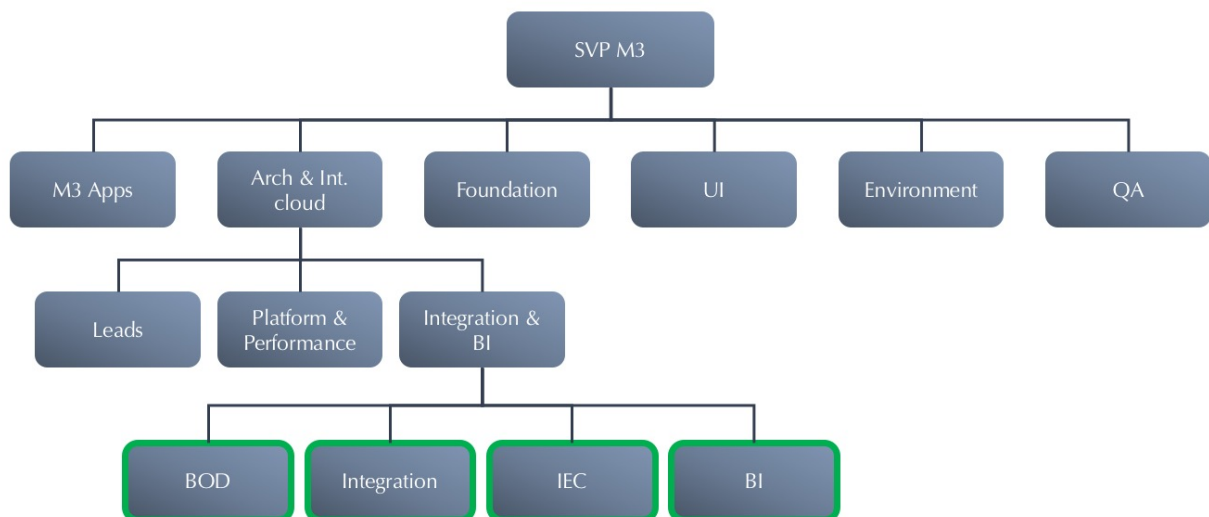 SVP M3
M3 Apps
Arch & Int.
cloud
Foundation
UI
Environment
QA
Leads
Platform &
Performance
Integration &
BI
BOD
Integration
IEC
BI